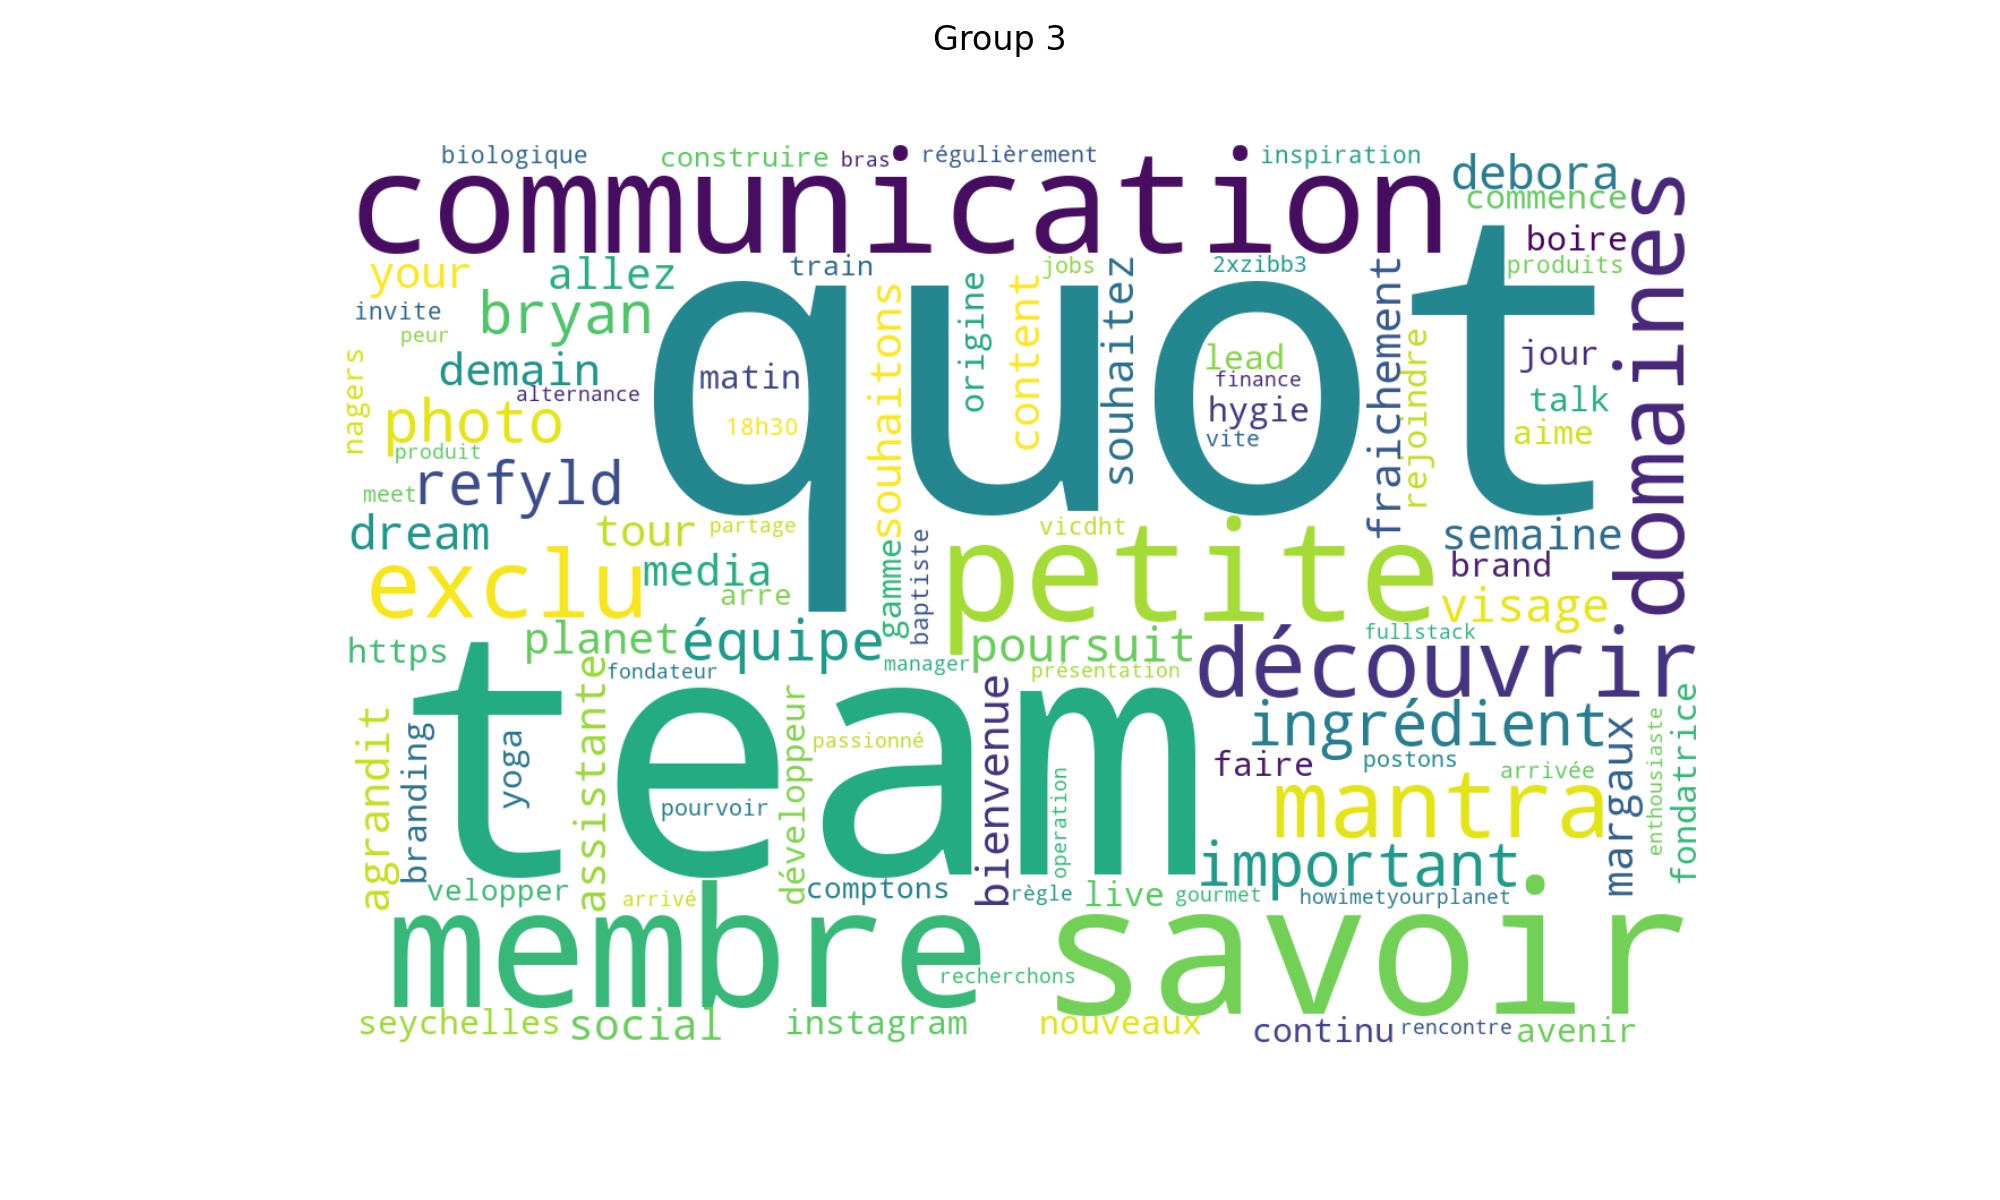 Group 3
biologique
construire
bras
régulièrement
inspiration
debora
communication
commence
domaines
boire
your
allez
train
jobs
2xzibb3
produits
quot
bryan
invite
peur
souhaitons
origine
content
souhaitez
fraichement
rejoindre
lead
jour
nagers
demain
matin
finance
alternance
hygie
talk
photo
18h30
vite
aime
produit
refyld
meet
dream
tour
partage
vicdht
semaine
exclu
media
arre
gamme
baptiste
petite
brand
visage
https
planet
équipe
poursuit
fullstack
découvrir
fondateur
manager
présentation
team
agrandit
branding
yoga
assistante
développeur
passionné
bienvenue
operation
ingrédient
faire
postons
arrivée
margaux
enthousiaste
fondatrice
pourvoir
mantra
important
velopper
arrivé
comptons
règle
live
gourmet
howimetyourplanet
membre
savoir
recherchons
seychelles
social
instagram
nouveaux
continu
rencontre
avenir